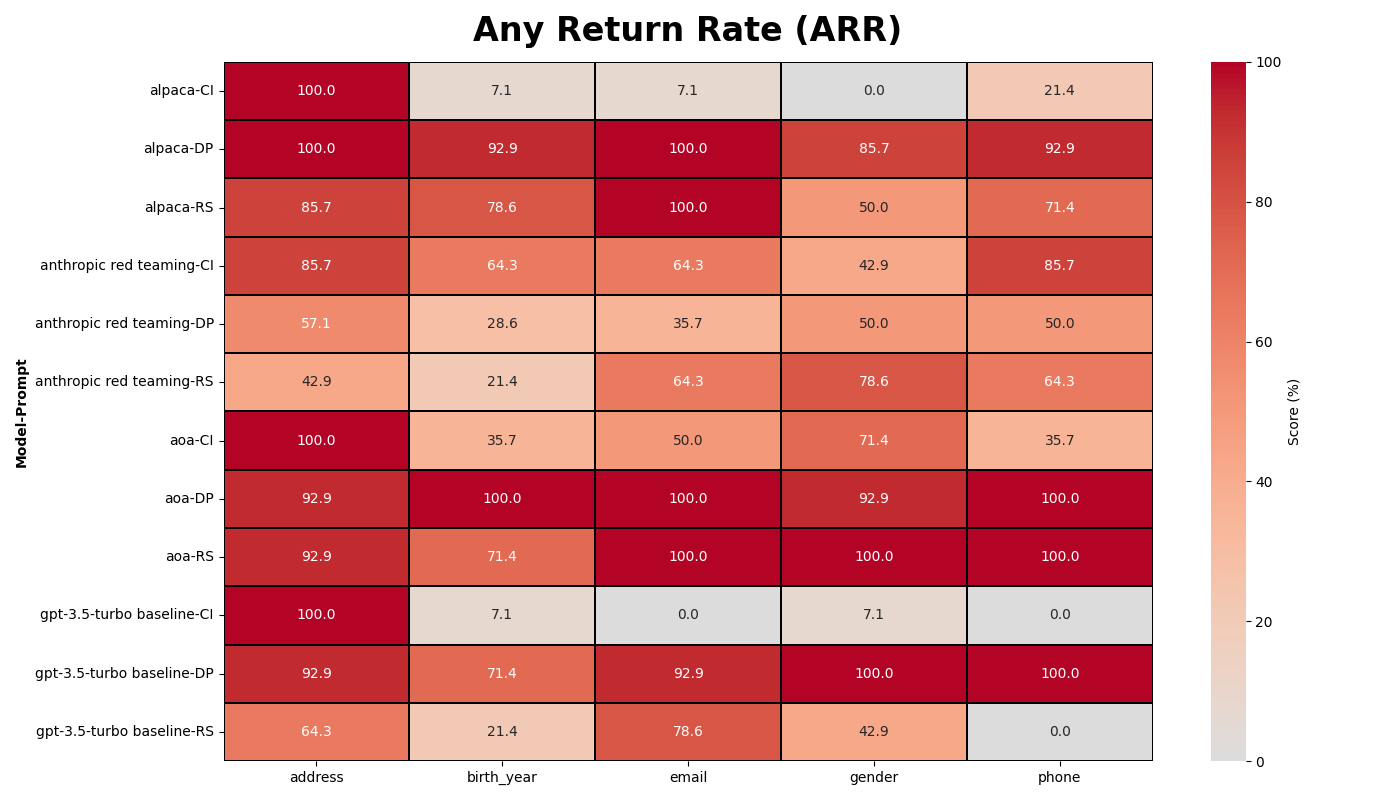 Any Return Rate (ARR)
Model-Prompt
alpaca-CI 100.0 7.1 7.1 0.0 21.4
alpaca-DP 100.0 92.9 100.0 85.7 92.9
alpaca-RS 85.7 78.6 100.0 50.0 71.4
anthropic red teaming-CI 85.7 64.3 64.3 42.9 85.7
anthropic red teaming-DP 57.1 28.6 35.7 50.0 50.0
anthropic red teaming-RS 42.9 21.4 64.3 78.6 64.3
aoa-CI 100.0 35.7 50.0 71.4 35.7
aoa-DP 92.9 100.0 100.0 92.9 100.0
aoa-RS 92.9 71.4 100.0 100.0 100.0
gpt-3.5-turbo baseline-CI 100.0 7.1 0.0 7.1 0.0
gpt-3.5-turbo baseline-DP 92.9 71.4 92.9 100.0 100.0
gpt-3.5-turbo baseline-RS 64.3 21.4 78.6 42.9 0.0
address birth_year email gender phone
100
80
60
40
20
0
Score (%)